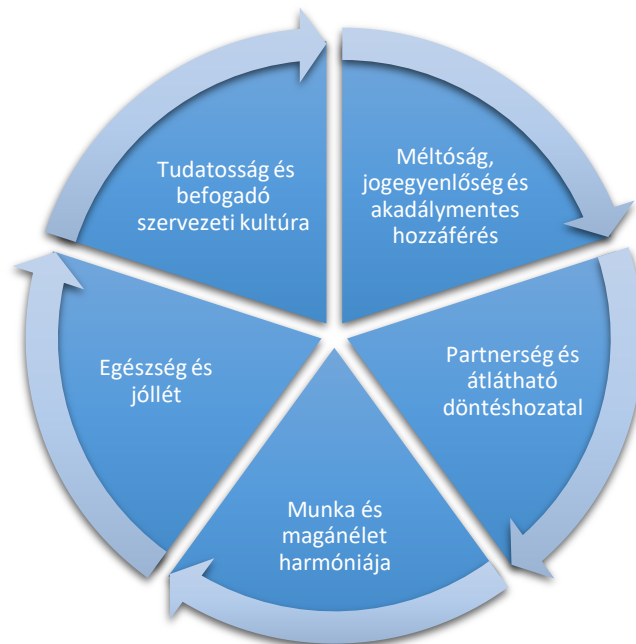 Méltóság,
jogegyenlőség és
akadálymentes
hozzáférés
Partnerség és
átlátható
döntéshozatal
Munka és
magánélet
harmóniája
Egészség és
jóllét
Tudatosság és
befogadó
szervezeti kultúra